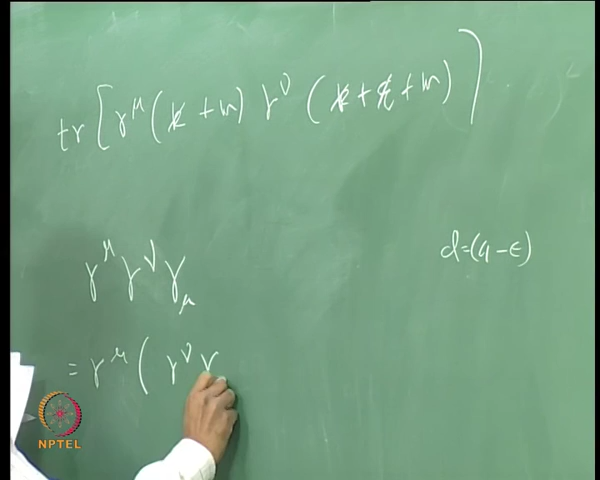 tr[γ^μ(k̸ + m) γ^ν (k̸ + q̸ + m)]
γ^μ γ^ν γ_μ
d=(4-ϵ)
= γ^μ ( γ^ν γ
NPTEL